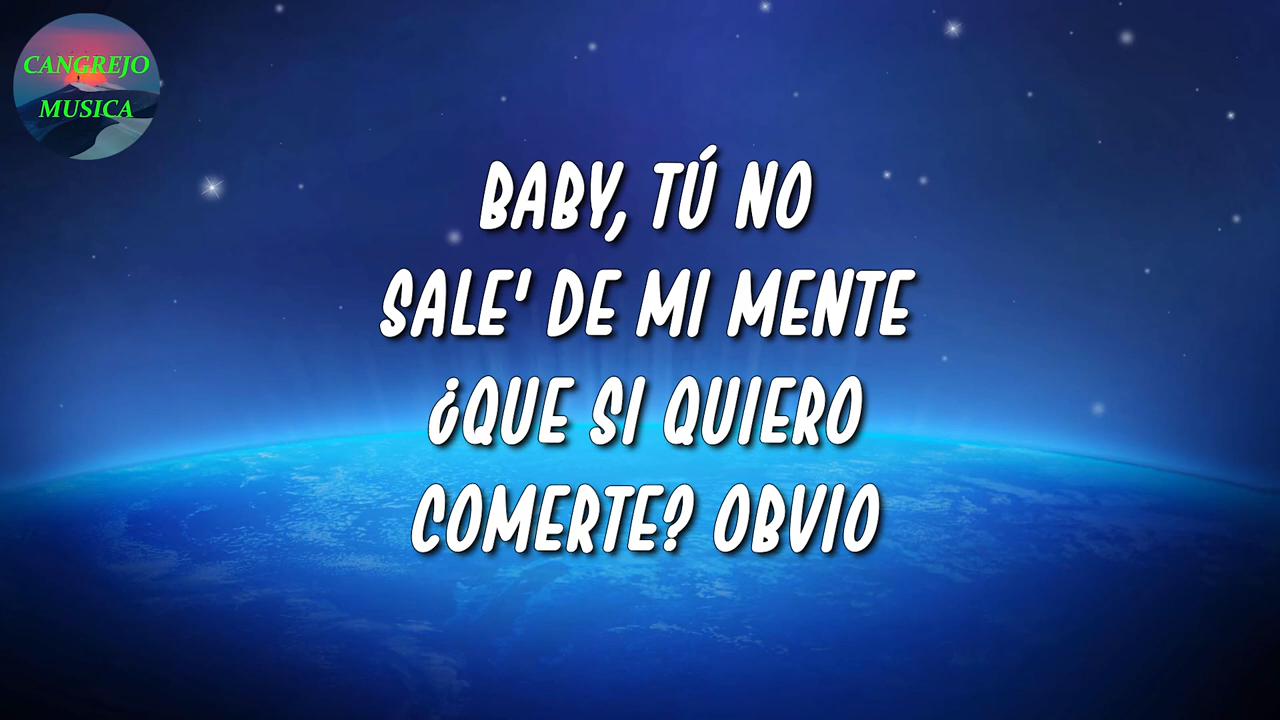 CANGREJO
MUSICA
BABY, TÚ NO
SALE' DE MI MENTE
¿QUE SI QUIERO
COMERTE? OBVIO